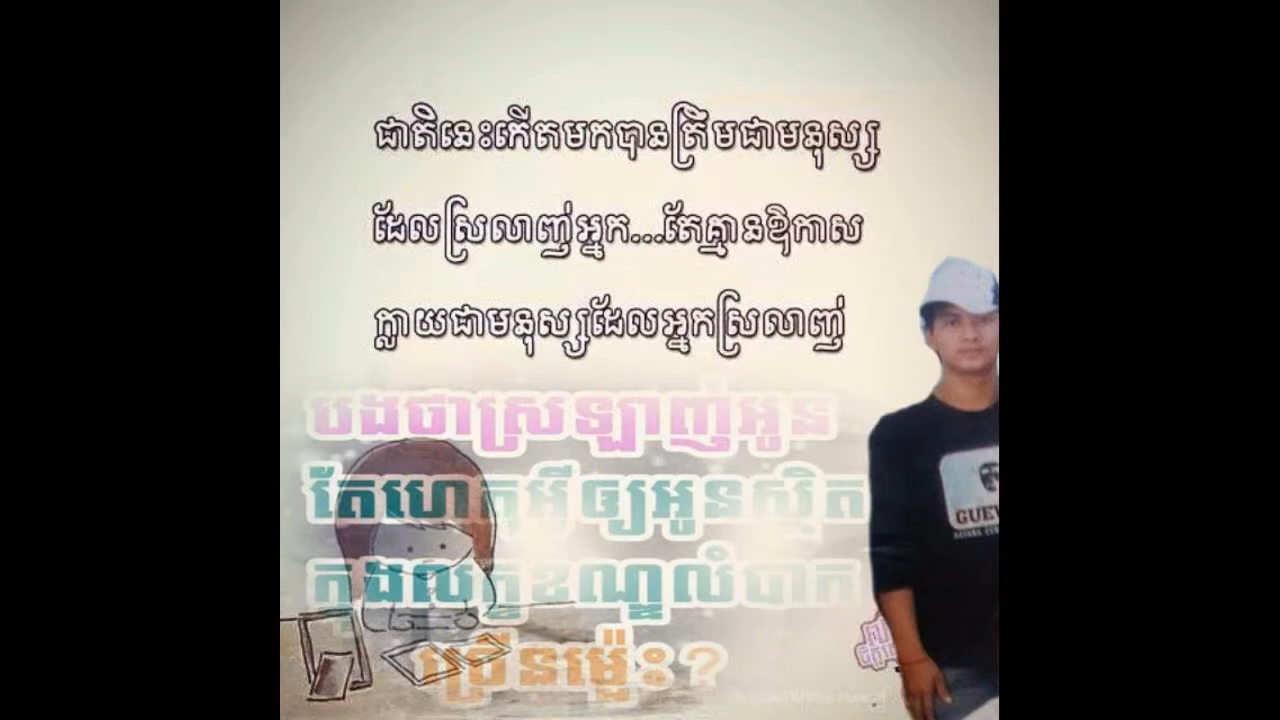 ជាតិនេះកើតមកបានត្រឹមជាមនុស្ស
ដែលស្រលាញ់អ្នក...តែគ្មានឱកាស
ក្លាយជាមនុស្សដែលអ្នកស្រលាញ់
បងថាស្រឡាញ់អូន
តែហេតុអីឲ្យអូនស្ថិត
ក្នុងលក្ខខណ្ឌលំបាក
ច្រើនម្ល៉េះ?
GUEV